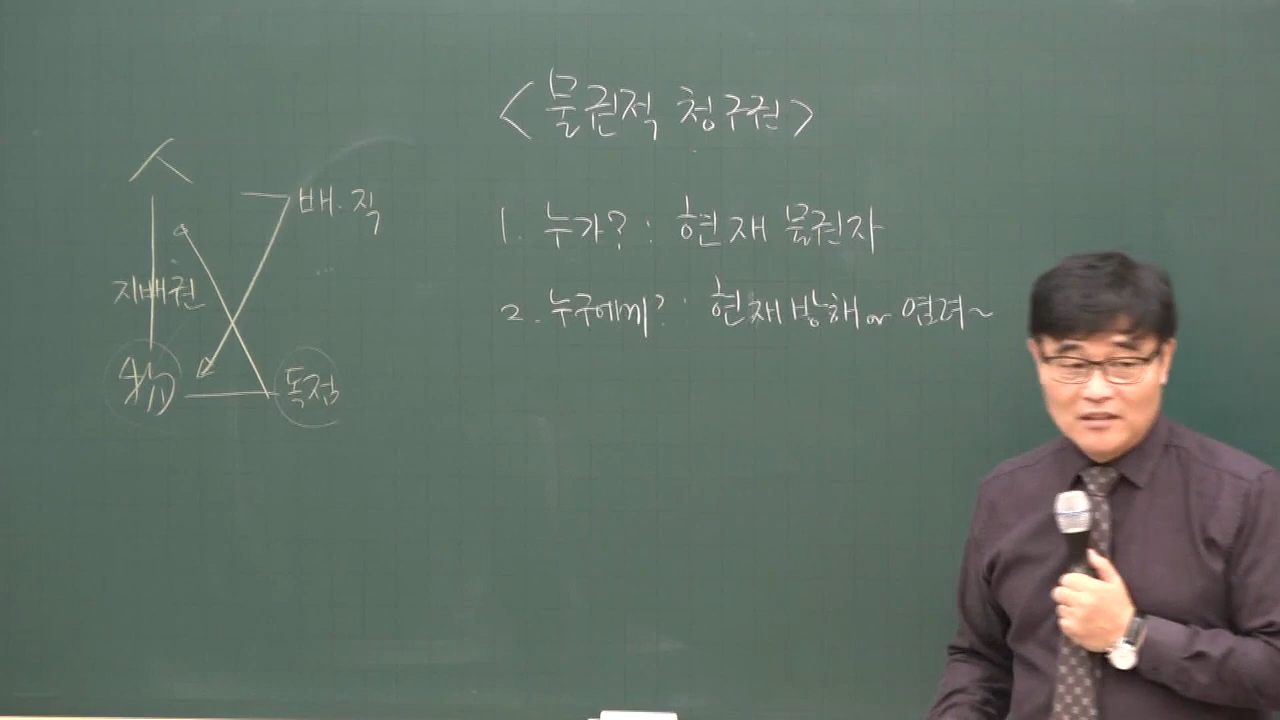 <물권적 청구권>
人
배. 직
지배권
物
독점
1. 누가? : 현재 물권자
2. 누구에게? : 현재 방해 or 염려~